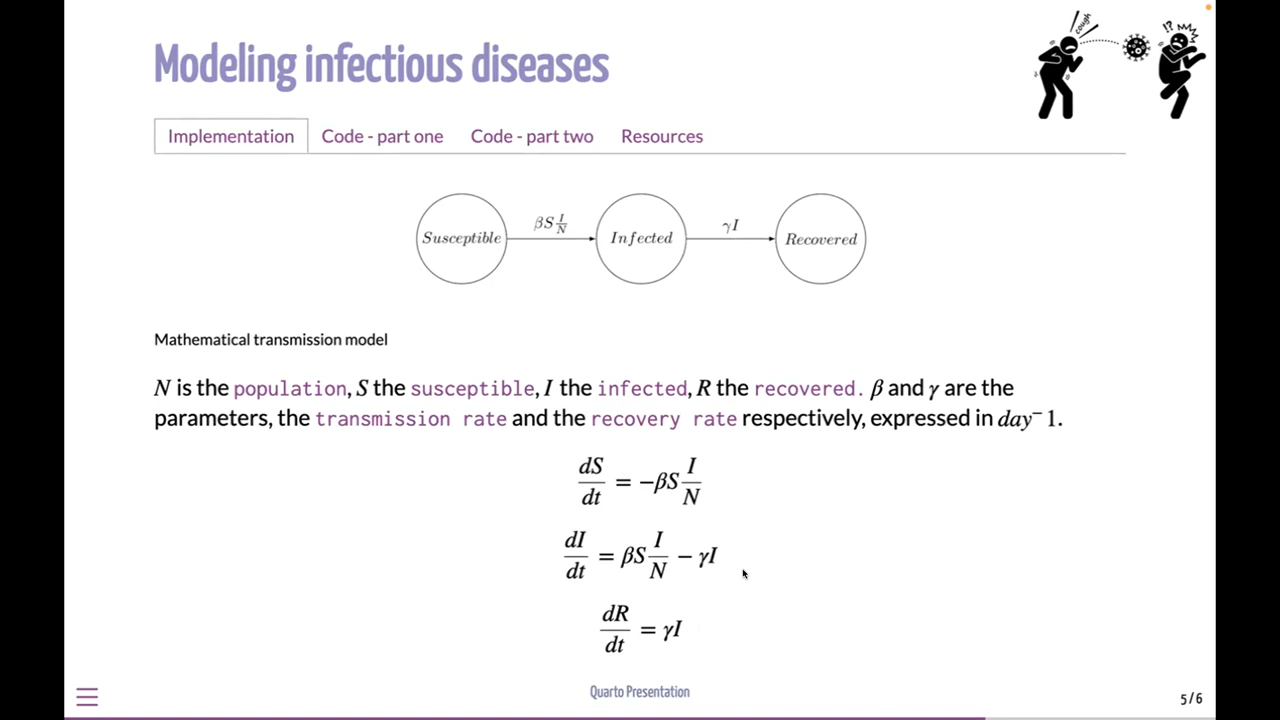 Modeling infectious diseases
cough
!?
Implementation Code - part one Code - part two Resources
Susceptible βS I/N Infected γI Recovered
Mathematical transmission model
N is the population, S the susceptible, I the infected, R the recovered. β and γ are the
parameters, the transmission rate and the recovery rate respectively, expressed in day⁻ 1.
dS/dt = −βS I/N
dI/dt = βS I/N − γI
dR/dt = γI
Quarto Presentation
5/6